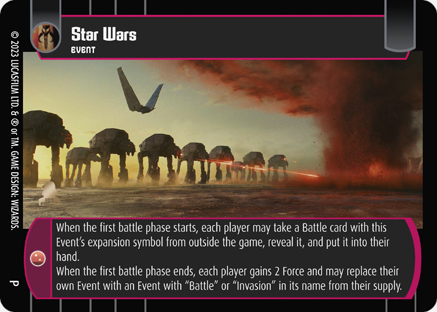 Star Wars
EVENT
© 2023 LUCASFILM LTD. & ® or TM. GAME DESIGN: WIZARDS.
P
When the first battle phase starts, each player may take a Battle card with this
Event's expansion symbol from outside the game, reveal it, and put it into their
hand.
When the first battle phase ends, each player gains 2 Force and may replace their
own Event with an Event with "Battle" or "Invasion" in its name from their supply.